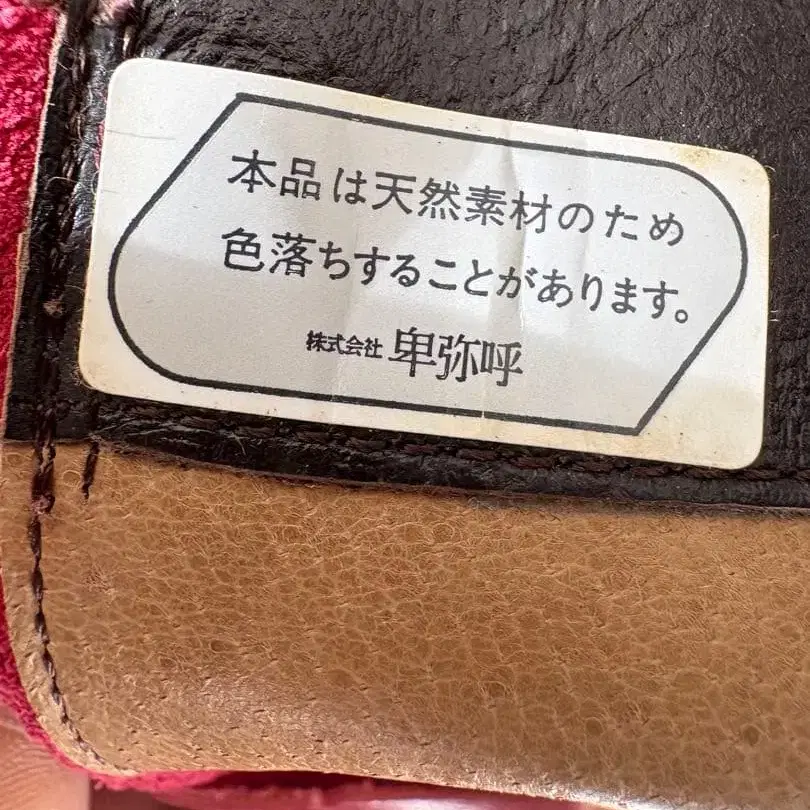 本品は天然素材のため
色落ちすることがあります。
株式会社 卑弥呼